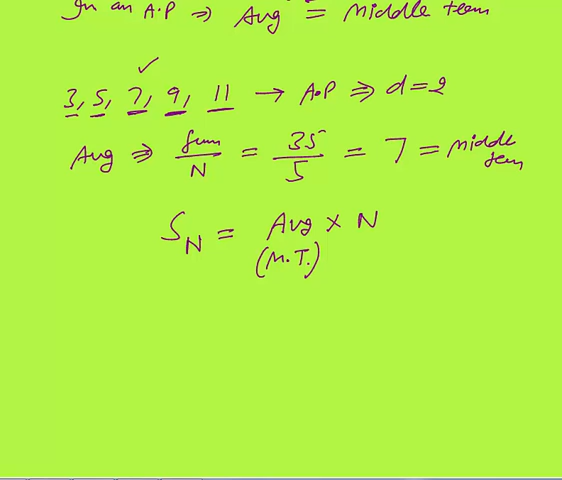 In an A.P ⇒ Avg = Middle term
3, 5, 7, 9, 11 → A.P ⇒ d=2
Avg ⇒ Sum/N = 35/5 = 7 = middle term
S_N = Avg × N
(M.T.)